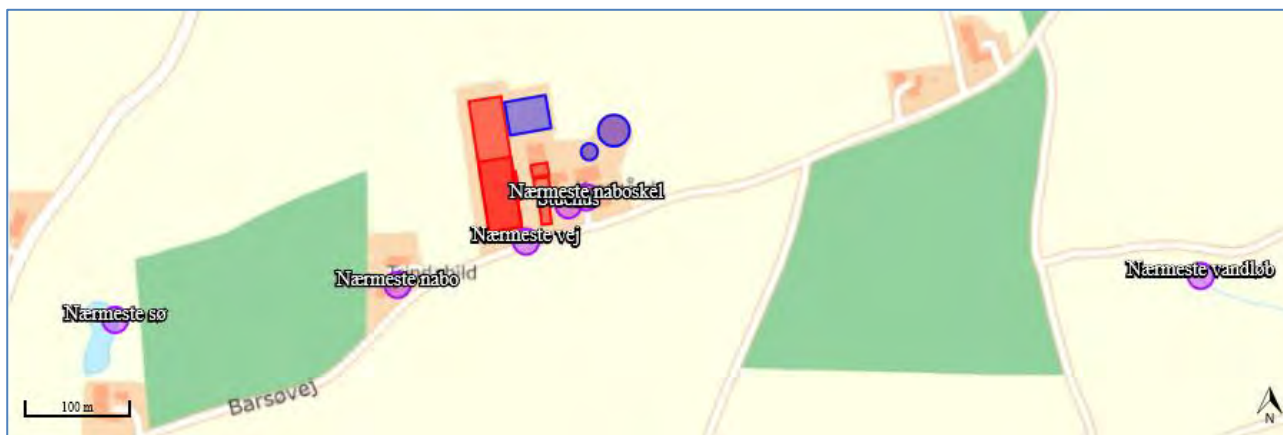 Nærmeste naboskel
Stuehus
Nærmeste vej
Nærmeste nabo
Nærmeste vandløb
Nærmeste sø
Barsøvej
100 m
N